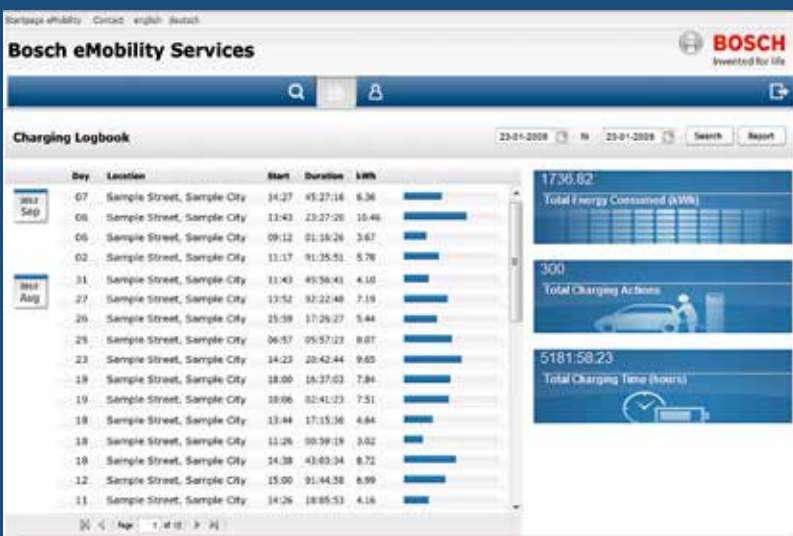 Startpage eMobility Contact english deutsch
Bosch eMobility Services
BOSCH
Invented for life
Charging Logbook
23-01-2008 to 23-01-2008 Search Report
Day Location Start Duration kWh
Sep
07 Sample Street, Sample City 14:27 45:27:16 6.36
06 Sample Street, Sample City 13:43 23:27:26 10.46
06 Sample Street, Sample City 09:12 01:16:26 3.67
02 Sample Street, Sample City 11:17 91:35:51 5.78
Aug
31 Sample Street, Sample City 11:43 45:56:41 4.10
27 Sample Street, Sample City 13:52 92:22:48 7.19
26 Sample Street, Sample City 15:59 17:26:27 5.44
25 Sample Street, Sample City 06:57 05:57:23 8.07
23 Sample Street, Sample City 14:23 20:42:44 9.65
19 Sample Street, Sample City 18:00 16:37:03 7.84
19 Sample Street, Sample City 10:06 02:41:23 7.51
18 Sample Street, Sample City 13:44 17:15:36 4.64
18 Sample Street, Sample City 11:26 00:59:19 3.02
18 Sample Street, Sample City 14:38 43:03:34 8.72
12 Sample Street, Sample City 15:00 91:44:58 6.99
11 Sample Street, Sample City 14:26 18:05:53 4.16
Page 1 of
1736.82
Total Energy Consumed (kWh)
300
Total Charging Actions
5181:58:23
Total Charging Time (hours)